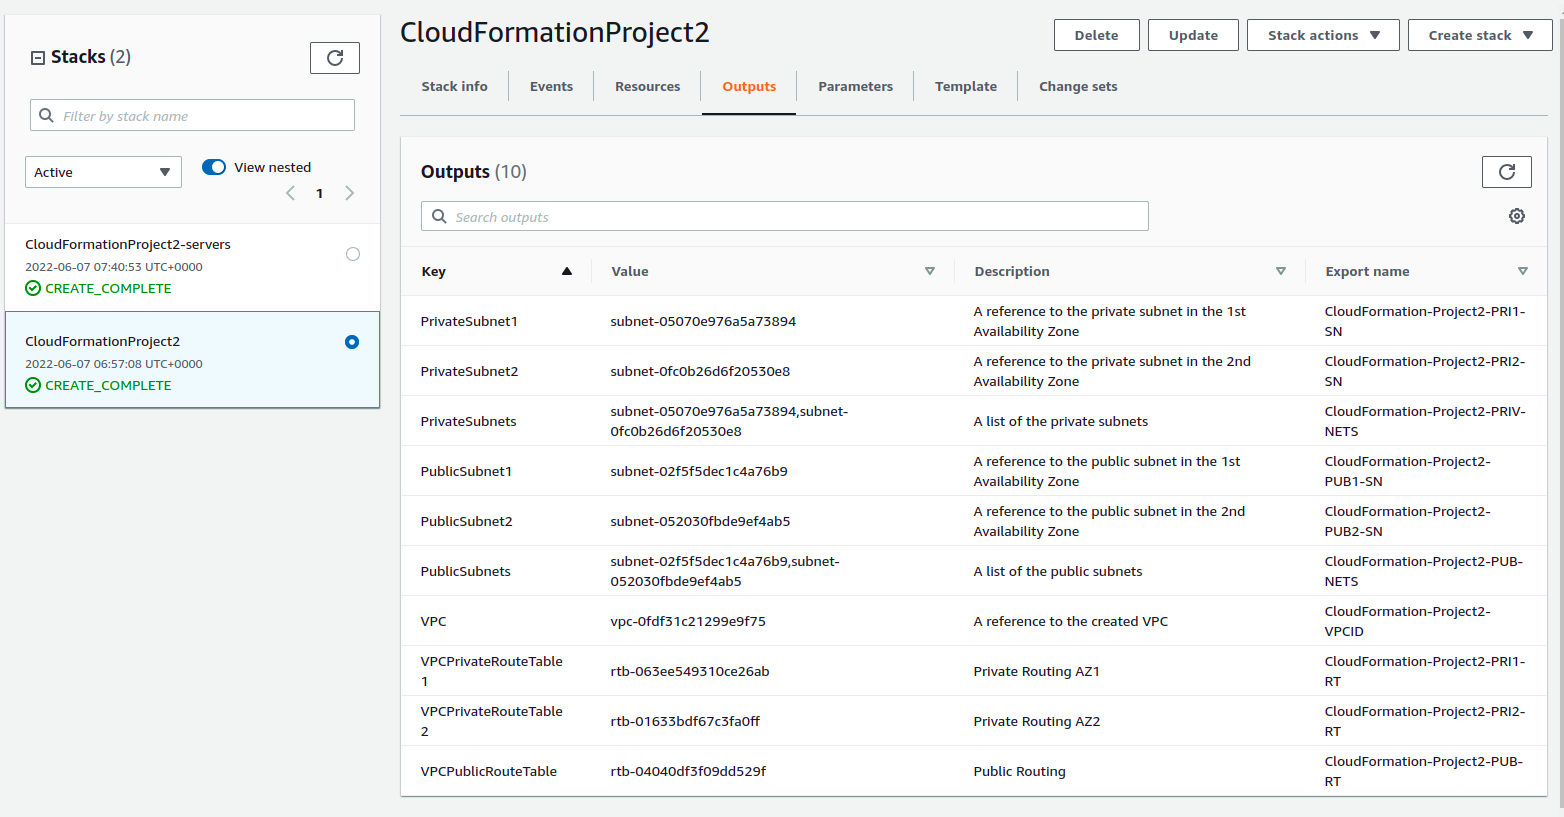 Stacks (2)
Filter by stack name
Active
View nested
1
CloudFormationProject2-servers
2022-06-07 07:40:53 UTC+0000
CREATE_COMPLETE
CloudFormationProject2
2022-06-07 06:57:08 UTC+0000
CREATE_COMPLETE
CloudFormationProject2
Delete Update Stack actions Create stack
Stack info Events Resources Outputs Parameters Template Change sets
Outputs (10)
Search outputs
Key Value Description Export name
PrivateSubnet1 subnet-05070e976a5a73894 A reference to the private subnet in the 1st Availability Zone CloudFormation-Project2-PRI1-SN
PrivateSubnet2 subnet-0fc0b26d6f20530e8 A reference to the private subnet in the 2nd Availability Zone CloudFormation-Project2-PRI2-SN
PrivateSubnets subnet-05070e976a5a73894,subnet-0fc0b26d6f20530e8 A list of the private subnets CloudFormation-Project2-PRIV-NETS
PublicSubnet1 subnet-02f5f5dec1c4a76b9 A reference to the public subnet in the 1st Availability Zone CloudFormation-Project2-PUB1-SN
PublicSubnet2 subnet-052030fbde9ef4ab5 A reference to the public subnet in the 2nd Availability Zone CloudFormation-Project2-PUB2-SN
PublicSubnets subnet-02f5f5dec1c4a76b9,subnet-052030fbde9ef4ab5 A list of the public subnets CloudFormation-Project2-PUB-NETS
VPC vpc-0fdf31c21299e9f75 A reference to the created VPC CloudFormation-Project2-VPCID
VPCPrivateRouteTable1 rtb-063ee549310ce26ab Private Routing AZ1 CloudFormation-Project2-PRI1-RT
VPCPrivateRouteTable2 rtb-01633bdf67c3fa0ff Private Routing AZ2 CloudFormation-Project2-PRI2-RT
VPCPublicRouteTable rtb-04040df3f09dd529f Public Routing CloudFormation-Project2-PUB-RT